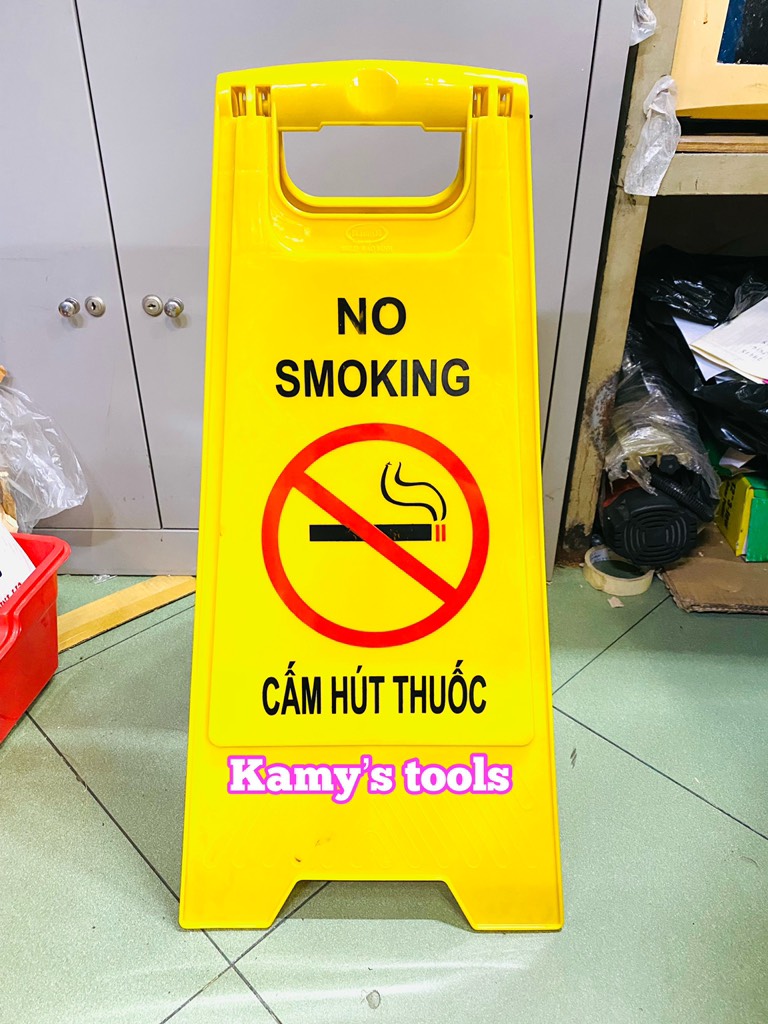 NO
SMOKING
CẤM HÚT THUỐC
Kamy's tools